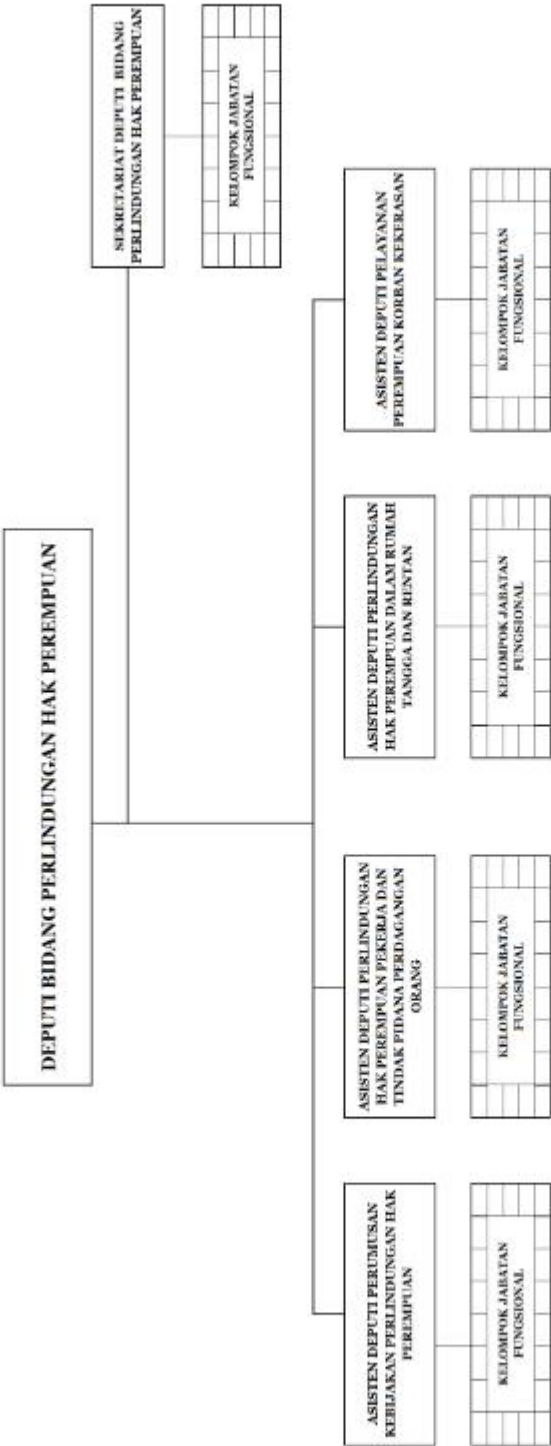 DEPUTI BIDANG PERLINDUNGAN HAK PEREMPUAN
SEKRETARIAT DEPUTI BIDANG
PERLINDUNGAN HAK PEREMPUAN
KELOMPOK JABATAN
FUNGSIONAL
ASISTEN DEPUTI PERUMUSAN
KEBIJAKAN PERLINDUNGAN HAK
PEREMPUAN
KELOMPOK JABATAN
FUNGSIONAL
ASISTEN DEPUTI PERLINDUNGAN
HAK PEREMPUAN PEKERJA DAN
TINDAK PIDANA PERDAGANGAN
ORANG
KELOMPOK JABATAN
FUNGSIONAL
ASISTEN DEPUTI PERLINDUNGAN
HAK PEREMPUAN DALAM RUMAH
TANGGA DAN RENTAN
KELOMPOK JABATAN
FUNGSIONAL
ASISTEN DEPUTI PELAYANAN
PEREMPUAN KORBAN KEKERASAN
KELOMPOK JABATAN
FUNGSIONAL